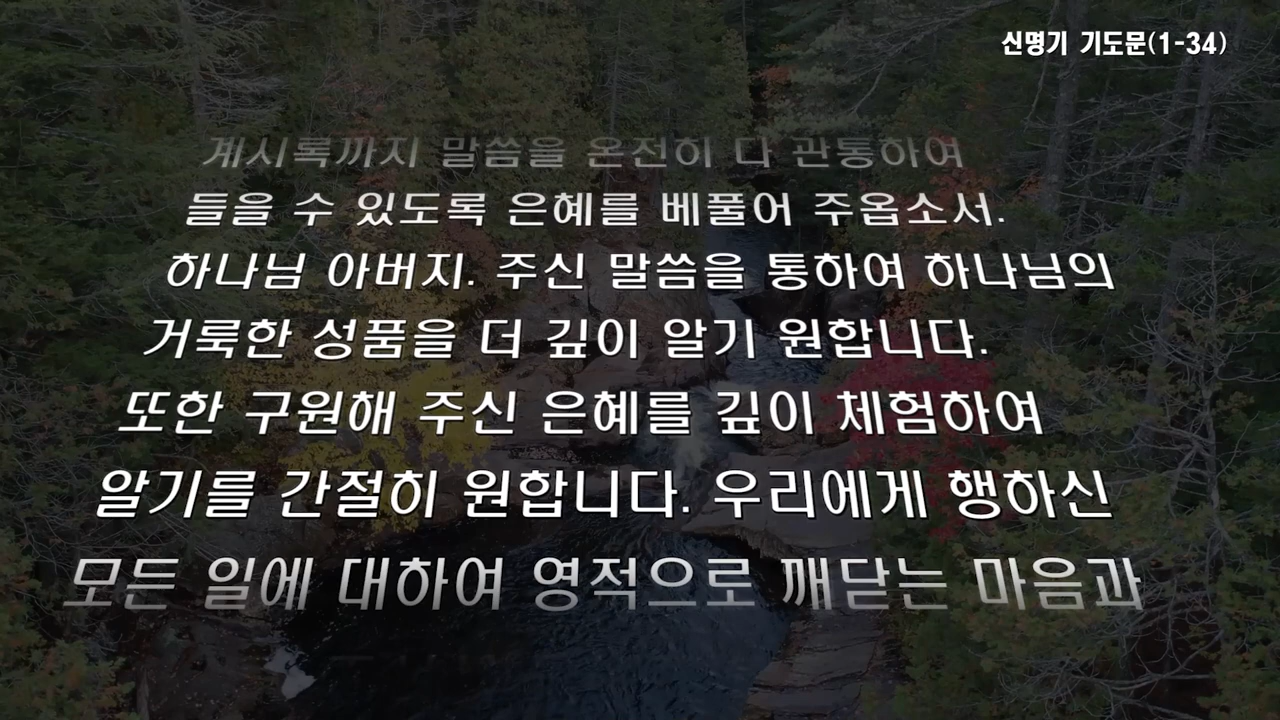 신명기 기도문(1-34)
계시록까지 말씀을 온전히 다 관통하여
들을 수 있도록 은혜를 베풀어 주옵소서.
하나님 아버지. 주신 말씀을 통하여 하나님의
거룩한 성품을 더 깊이 알기 원합니다.
또한 구원해 주신 은혜를 깊이 체험하여
알기를 간절히 원합니다. 우리에게 행하신
모든 일에 대하여 영적으로 깨닫는 마음과